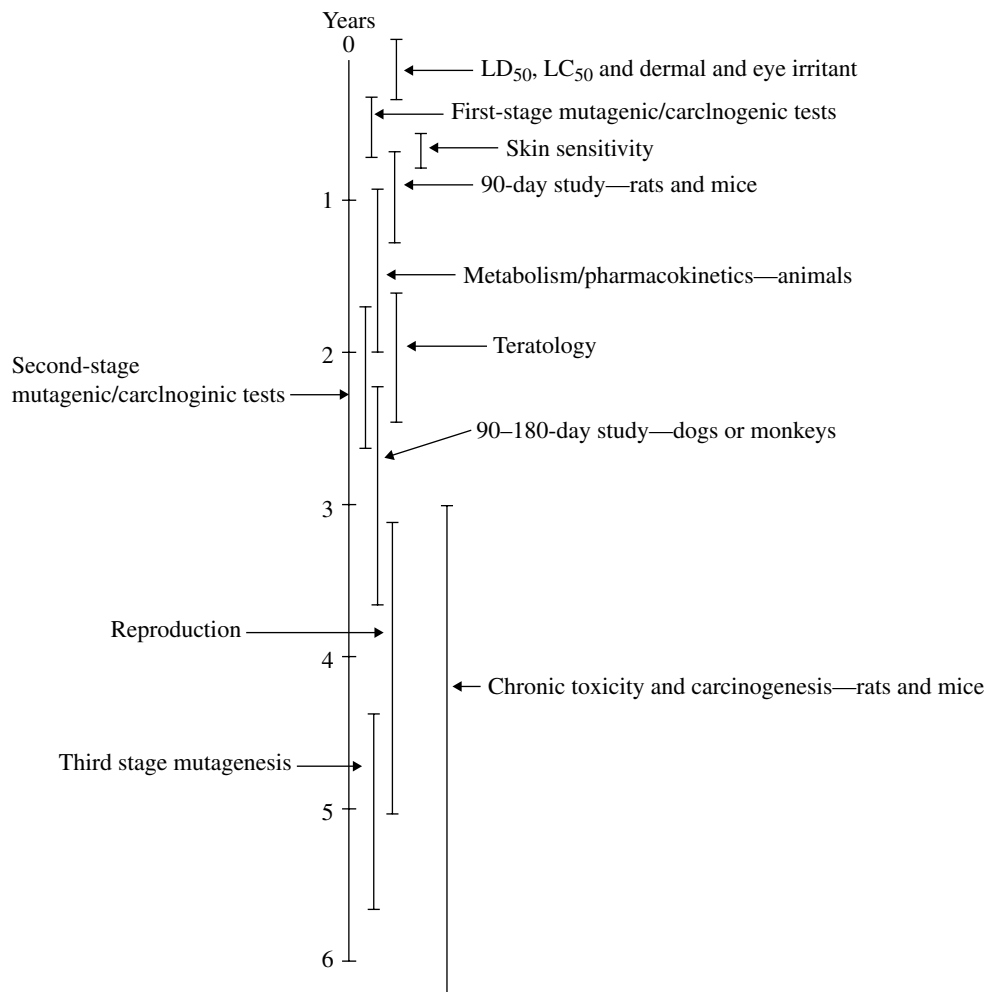 Years
0
LD50, LC50 and dermal and eye irritant
First-stage mutagenic/carclnogenic tests
Skin sensitivity
90-day study—rats and mice
1
Metabolism/pharmacokinetics—animals
Teratology
2
Second-stage
mutagenic/carclnoginic tests
90–180-day study—dogs or monkeys
3
Reproduction
4
Chronic toxicity and carcinogenesis—rats and mice
Third stage mutagenesis
5
6